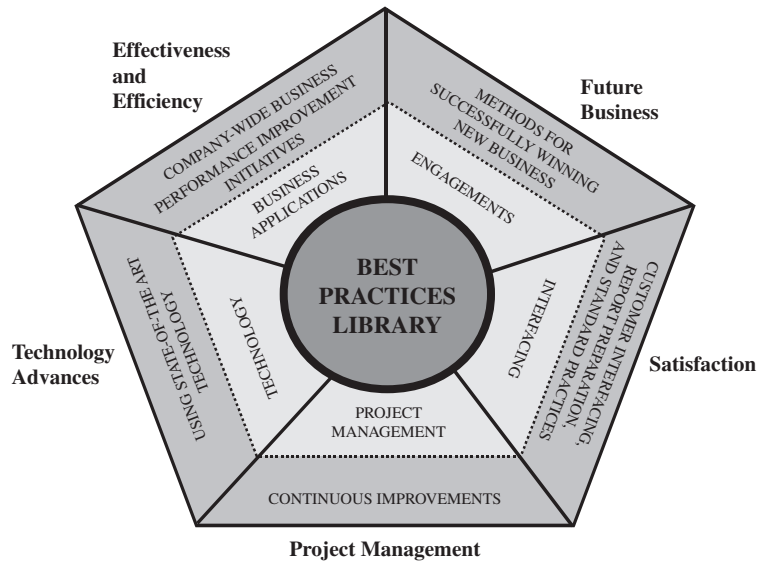 Effectiveness
and
Efficiency
Future
Business
COMPANY-WIDE BUSINESS
PERFORMANCE IMPROVEMENT
INITIATIVES
METHODS FOR
SUCCESSFULLY WINNING
NEW BUSINESS
BUSINESS
APPLICATIONS
ENGAGEMENTS
BEST
PRACTICES
LIBRARY
Technology
Advances
USING STATE-OF-THE ART
TECHNOLOGY
TECHNOLOGY
INTERFACING
CUSTOMER INTERFACING,
REPORT PREPARATION,
AND STANDARD PRACTICES
Satisfaction
PROJECT
MANAGEMENT
CONTINUOUS IMPROVEMENTS
Project Management